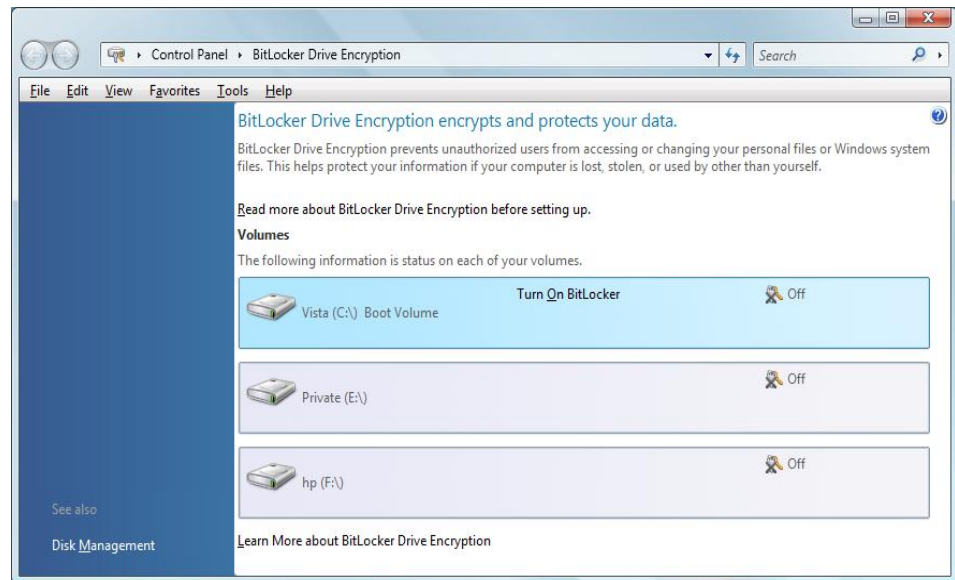 Control Panel ▸ BitLocker Drive Encryption
Search
File Edit View Favorites Tools Help
BitLocker Drive Encryption encrypts and protects your data.
BitLocker Drive Encryption prevents unauthorized users from accessing or changing your personal files or Windows system
files. This helps protect your information if your computer is lost, stolen, or used by other than yourself.
Read more about BitLocker Drive Encryption before setting up.
Volumes
The following information is status on each of your volumes.
Turn On BitLocker
Off
Vista (C:\) Boot Volume
Off
Private (E:\)
Off
hp (F:\)
See also
Disk Management
Learn More about BitLocker Drive Encryption